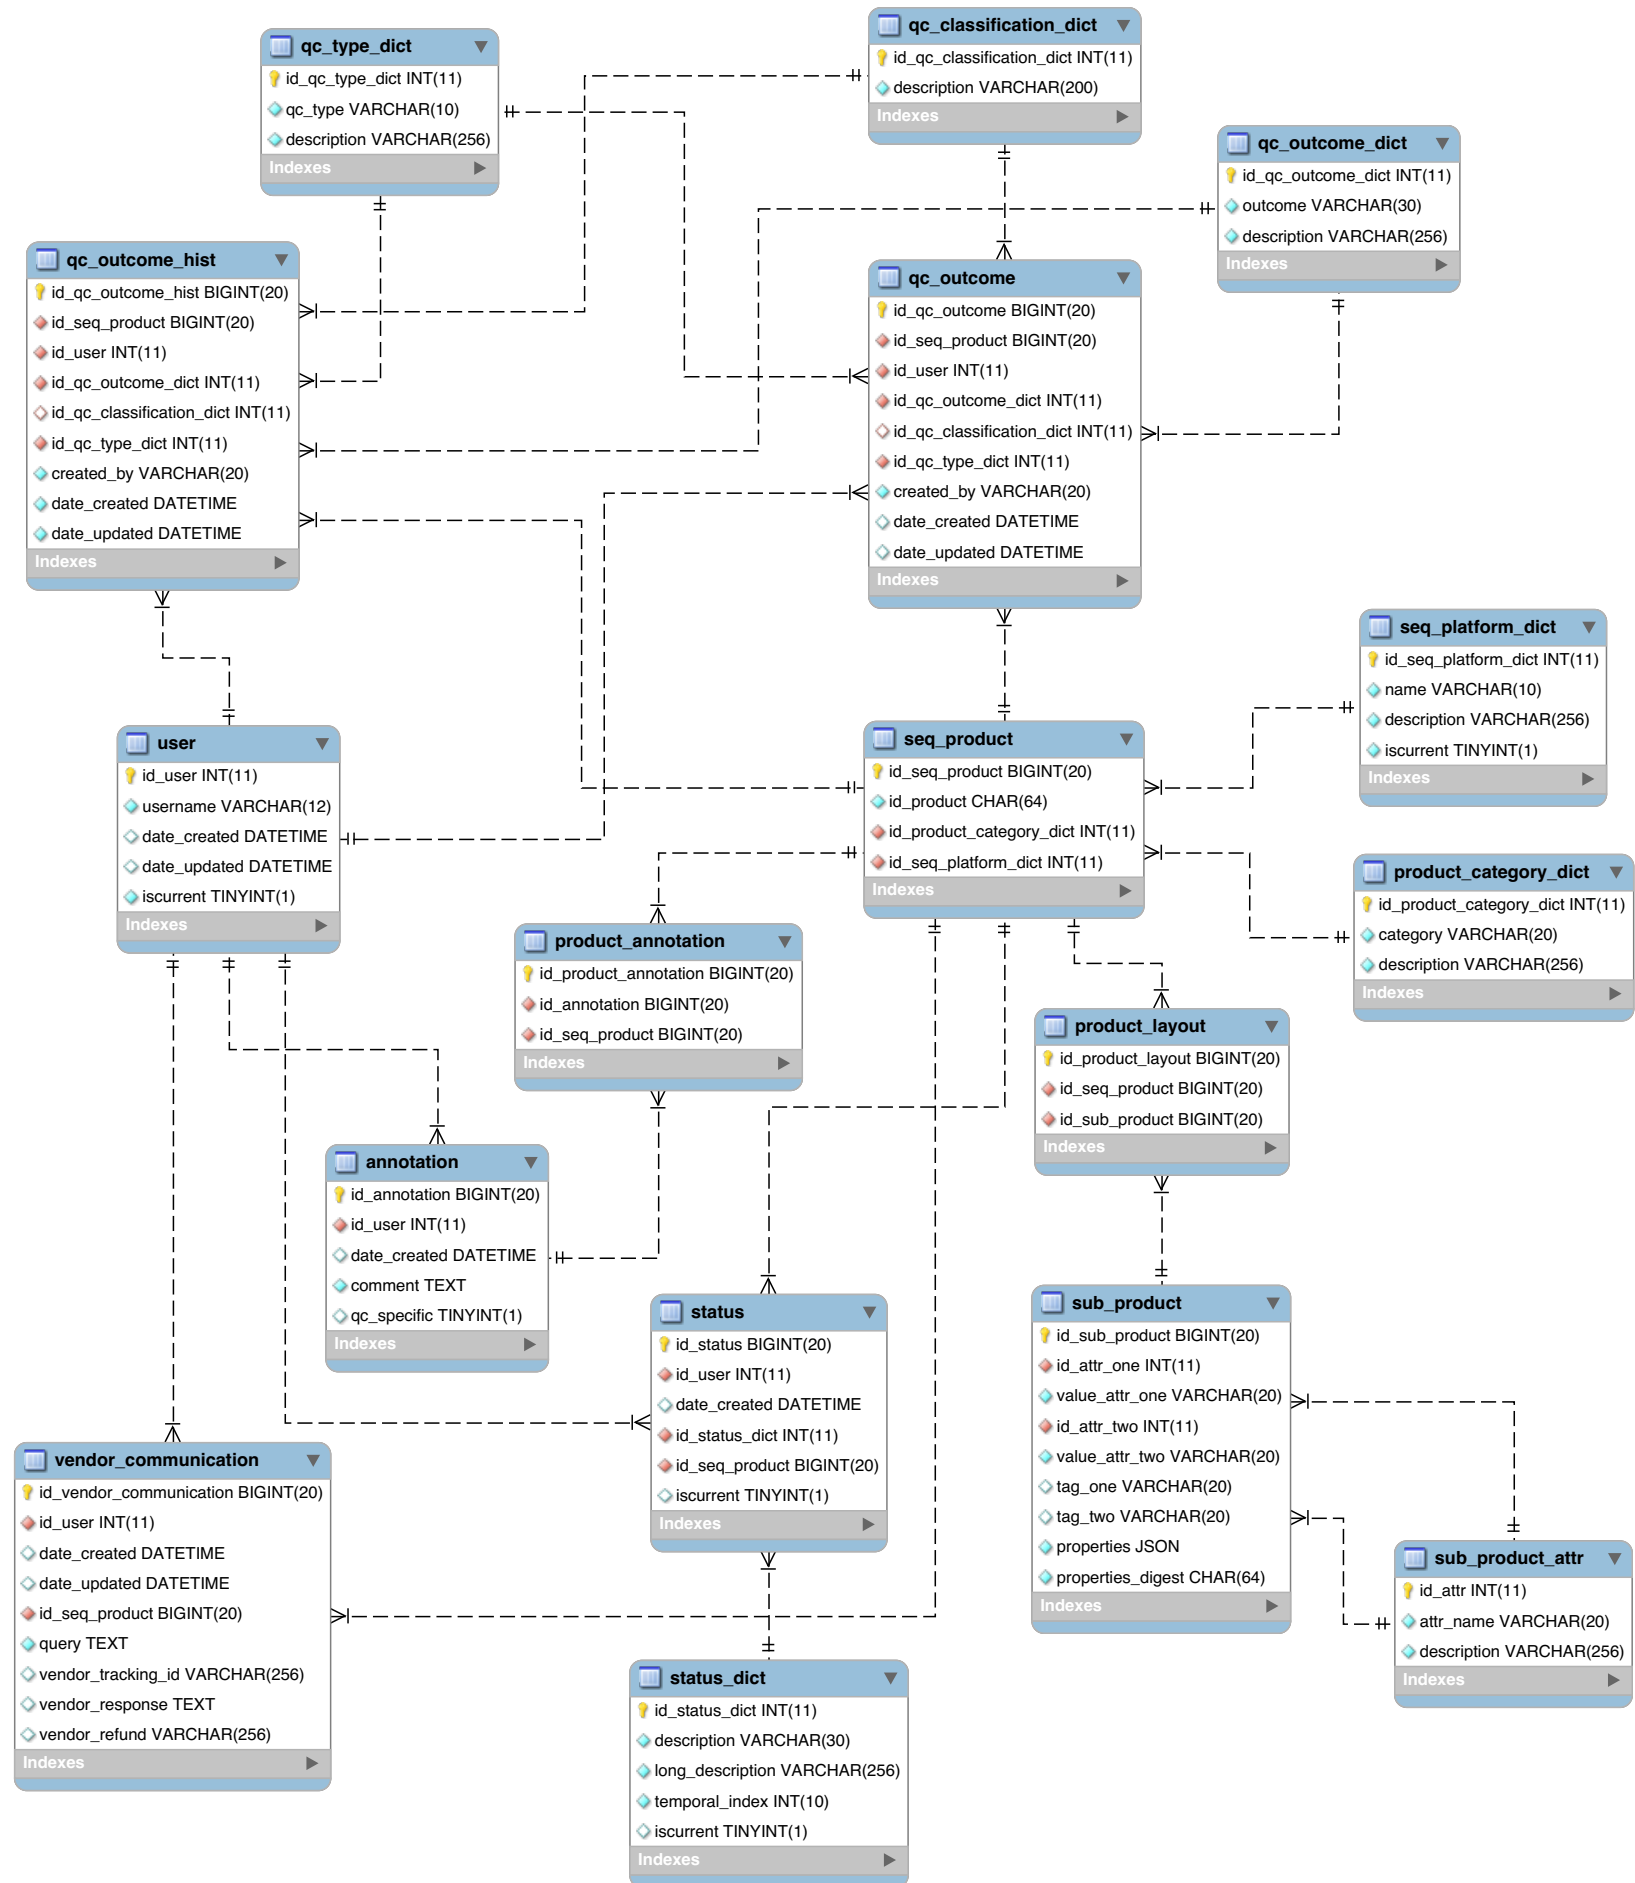 qc_type_dict
id_qc_type_dict INT(11)
qc_type VARCHAR(10)
description VARCHAR(256)
Indexes
qc_classification_dict
id_qc_classification_dict INT(11)
description VARCHAR(200)
Indexes
qc_outcome_dict
id_qc_outcome_dict INT(11)
outcome VARCHAR(30)
description VARCHAR(256)
Indexes
qc_outcome_hist
id_qc_outcome_hist BIGINT(20)
id_seq_product BIGINT(20)
id_user INT(11)
id_qc_outcome_dict INT(11)
id_qc_classification_dict INT(11)
id_qc_type_dict INT(11)
created_by VARCHAR(20)
date_created DATETIME
date_updated DATETIME
Indexes
qc_outcome
id_qc_outcome BIGINT(20)
id_seq_product BIGINT(20)
id_user INT(11)
id_qc_outcome_dict INT(11)
id_qc_classification_dict INT(11)
id_qc_type_dict INT(11)
created_by VARCHAR(20)
date_created DATETIME
date_updated DATETIME
Indexes
seq_platform_dict
id_seq_platform_dict INT(11)
name VARCHAR(10)
description VARCHAR(256)
iscurrent TINYINT(1)
Indexes
user
id_user INT(11)
username VARCHAR(12)
date_created DATETIME
date_updated DATETIME
iscurrent TINYINT(1)
Indexes
seq_product
id_seq_product BIGINT(20)
id_product CHAR(64)
id_product_category_dict INT(11)
id_seq_platform_dict INT(11)
Indexes
product_category_dict
id_product_category_dict INT(11)
category VARCHAR(20)
description VARCHAR(256)
Indexes
product_annotation
id_product_annotation BIGINT(20)
id_annotation BIGINT(20)
id_seq_product BIGINT(20)
Indexes
product_layout
id_product_layout BIGINT(20)
id_seq_product BIGINT(20)
id_sub_product BIGINT(20)
Indexes
annotation
id_annotation BIGINT(20)
id_user INT(11)
date_created DATETIME
comment TEXT
qc_specific TINYINT(1)
Indexes
status
id_status BIGINT(20)
id_user INT(11)
date_created DATETIME
id_status_dict INT(11)
id_seq_product BIGINT(20)
iscurrent TINYINT(1)
Indexes
sub_product
id_sub_product BIGINT(20)
id_attr_one INT(11)
value_attr_one VARCHAR(20)
id_attr_two INT(11)
value_attr_two VARCHAR(20)
tag_one VARCHAR(20)
tag_two VARCHAR(20)
properties JSON
properties_digest CHAR(64)
Indexes
vendor_communication
id_vendor_communication BIGINT(20)
id_user INT(11)
date_created DATETIME
date_updated DATETIME
id_seq_product BIGINT(20)
query TEXT
vendor_tracking_id VARCHAR(256)
vendor_response TEXT
vendor_refund VARCHAR(256)
Indexes
sub_product_attr
id_attr INT(11)
attr_name VARCHAR(20)
description VARCHAR(256)
Indexes
status_dict
id_status_dict INT(11)
description VARCHAR(30)
long_description VARCHAR(256)
temporal_index INT(10)
iscurrent TINYINT(1)
Indexes